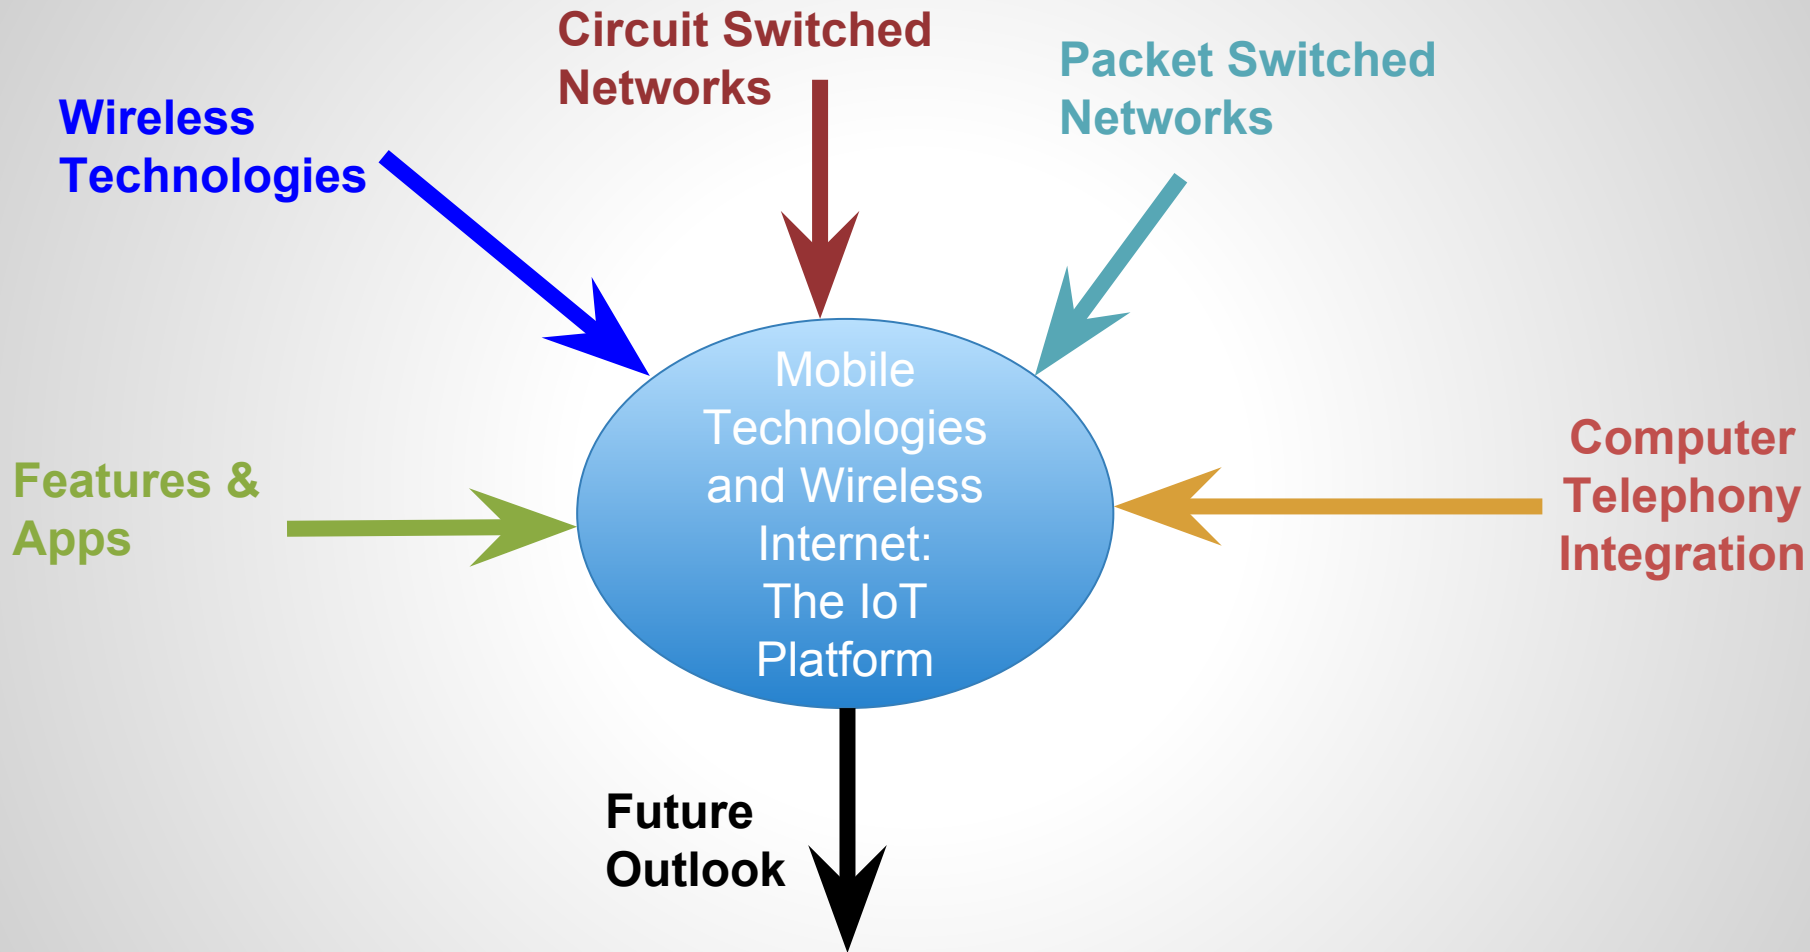 Circuit Switched
Networks
Packet Switched
Networks
Wireless
Technologies
Mobile
Technologies
and Wireless
Internet:
The IoT
Platform
Features &
Apps
Computer
Telephony
Integration
Future
Outlook